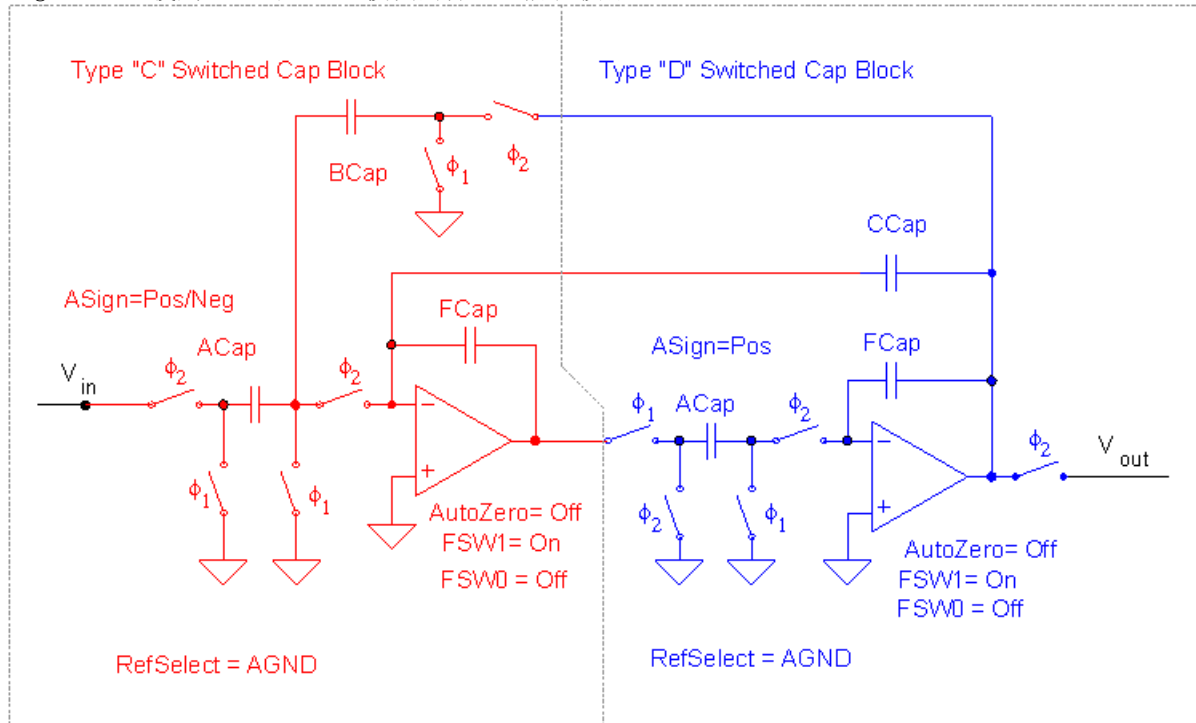 Type "C" Switched Cap Block
Type "D" Switched Cap Block
BCap
ϕ1
ϕ2
CCap
ASign=Pos/Neg
FCap
ACap
Vin
ϕ2
ϕ2
ϕ1
ϕ1
AutoZero= Off
FSW1= On
FSW0 = Off
RefSelect = AGND
ASign=Pos
FCap
ACap
ϕ1
ϕ2
ϕ2
ϕ1
ϕ2
Vout
AutoZero= Off
FSW1= On
FSW0 = Off
RefSelect = AGND